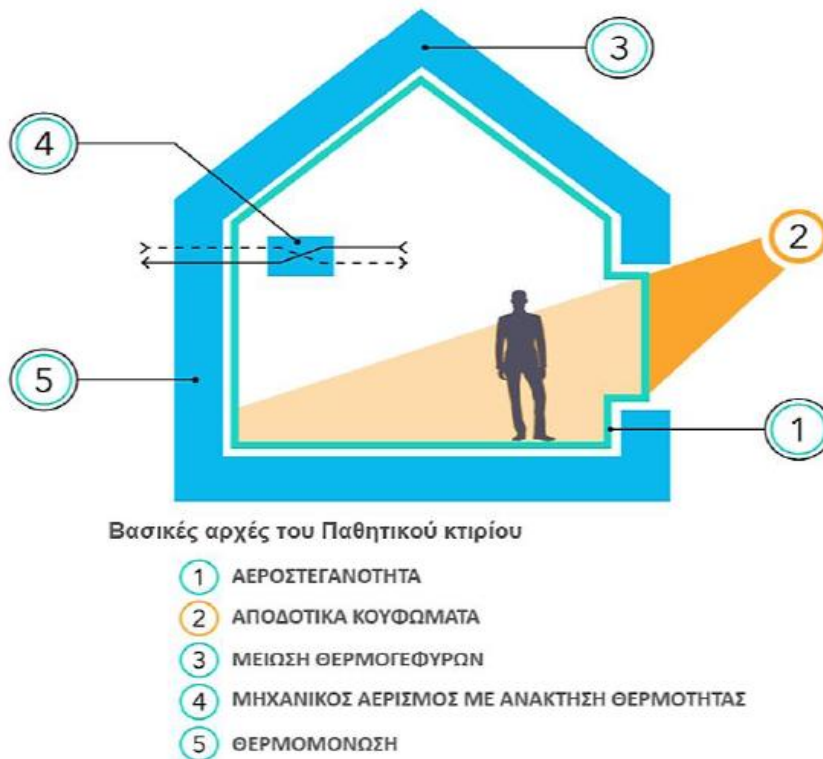 3
4
2
5
1
Βασικές αρχές του Παθητικού κτιρίου
1 ΑΕΡΟΣΤΕΓΑΝΟΤΗΤΑ
2 ΑΠΟΔΟΤΙΚΑ ΚΟΥΦΩΜΑΤΑ
3 ΜΕΙΩΣΗ ΘΕΡΜΟΓΕΦΥΡΩΝ
4 ΜΗΧΑΝΙΚΟΣ ΑΕΡΙΣΜΟΣ ΜΕ ΑΝΑΚΤΗΣΗ ΘΕΡΜΟΤΗΤΑΣ
5 ΘΕΡΜΟΜΟΝΩΣΗ